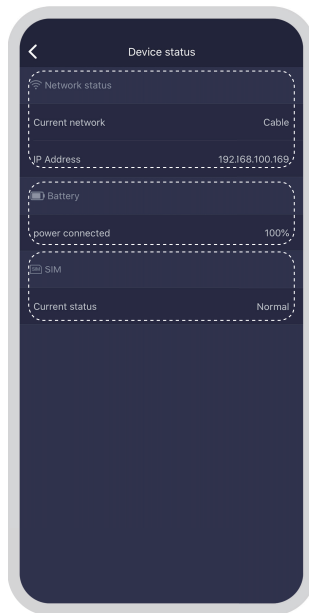 Device status
Network status
Current network Cable
IP Address 192.168.100.169
Battery
power connected 100%
SIM SIM
Current status Normal